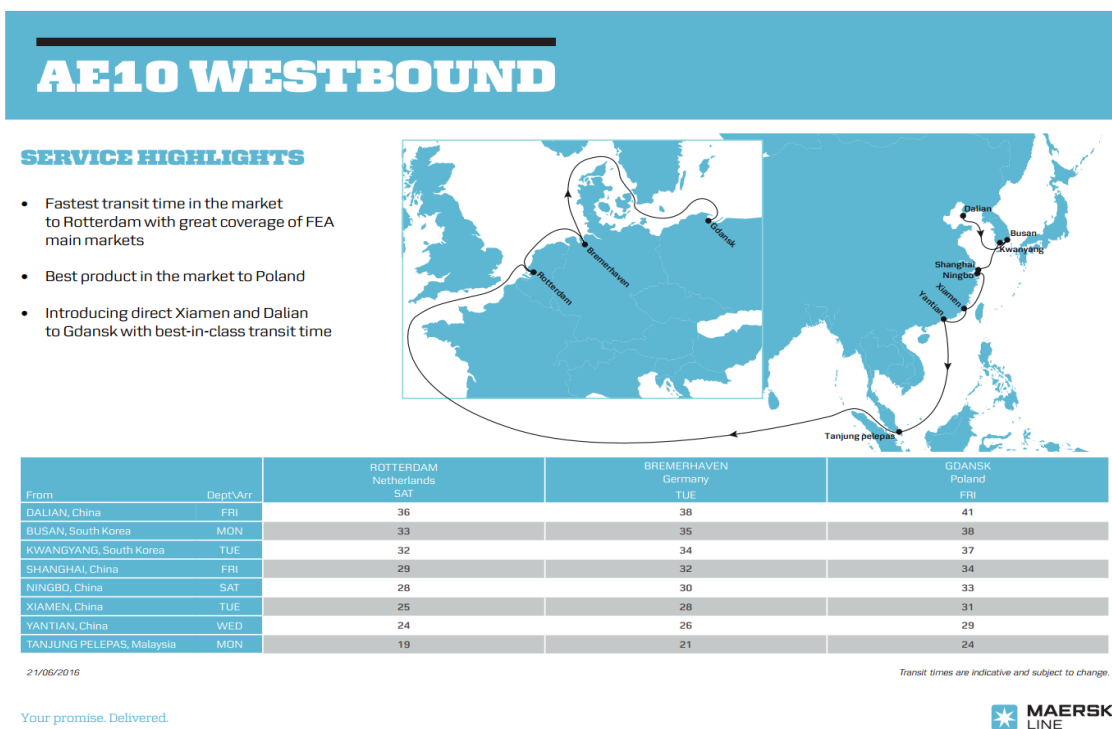 AE10 WESTBOUND
SERVICE HIGHLIGHTS
• Fastest transit time in the market
to Rotterdam with great coverage of FEA
main markets
• Best product in the market to Poland
• Introducing direct Xiamen and Dalian
to Gdansk with best-in-class transit time
Gdansk
Bremerhaven
Rotterdam
Dalian
Busan
Kwanyang
Shanghai
Ningbo
Xiamen
Yantian
Tanjung pelepas
From Dept\Arr ROTTERDAM Netherlands SAT BREMERHAVEN Germany TUE GDANSK Poland FRI
DALIAN, China FRI 36 38 41
BUSAN, South Korea MON 33 35 38
KWANGYANG, South Korea TUE 32 34 37
SHANGHAI, China FRI 29 32 34
NINGBO, China SAT 28 30 33
XIAMEN, China TUE 25 28 31
YANTIAN, China WED 24 26 29
TANJUNG PELEPAS, Malaysia MON 19 21 24
21/06/2016
Transit times are indicative and subject to change.
Your promise. Delivered.
MAERSK
LINE